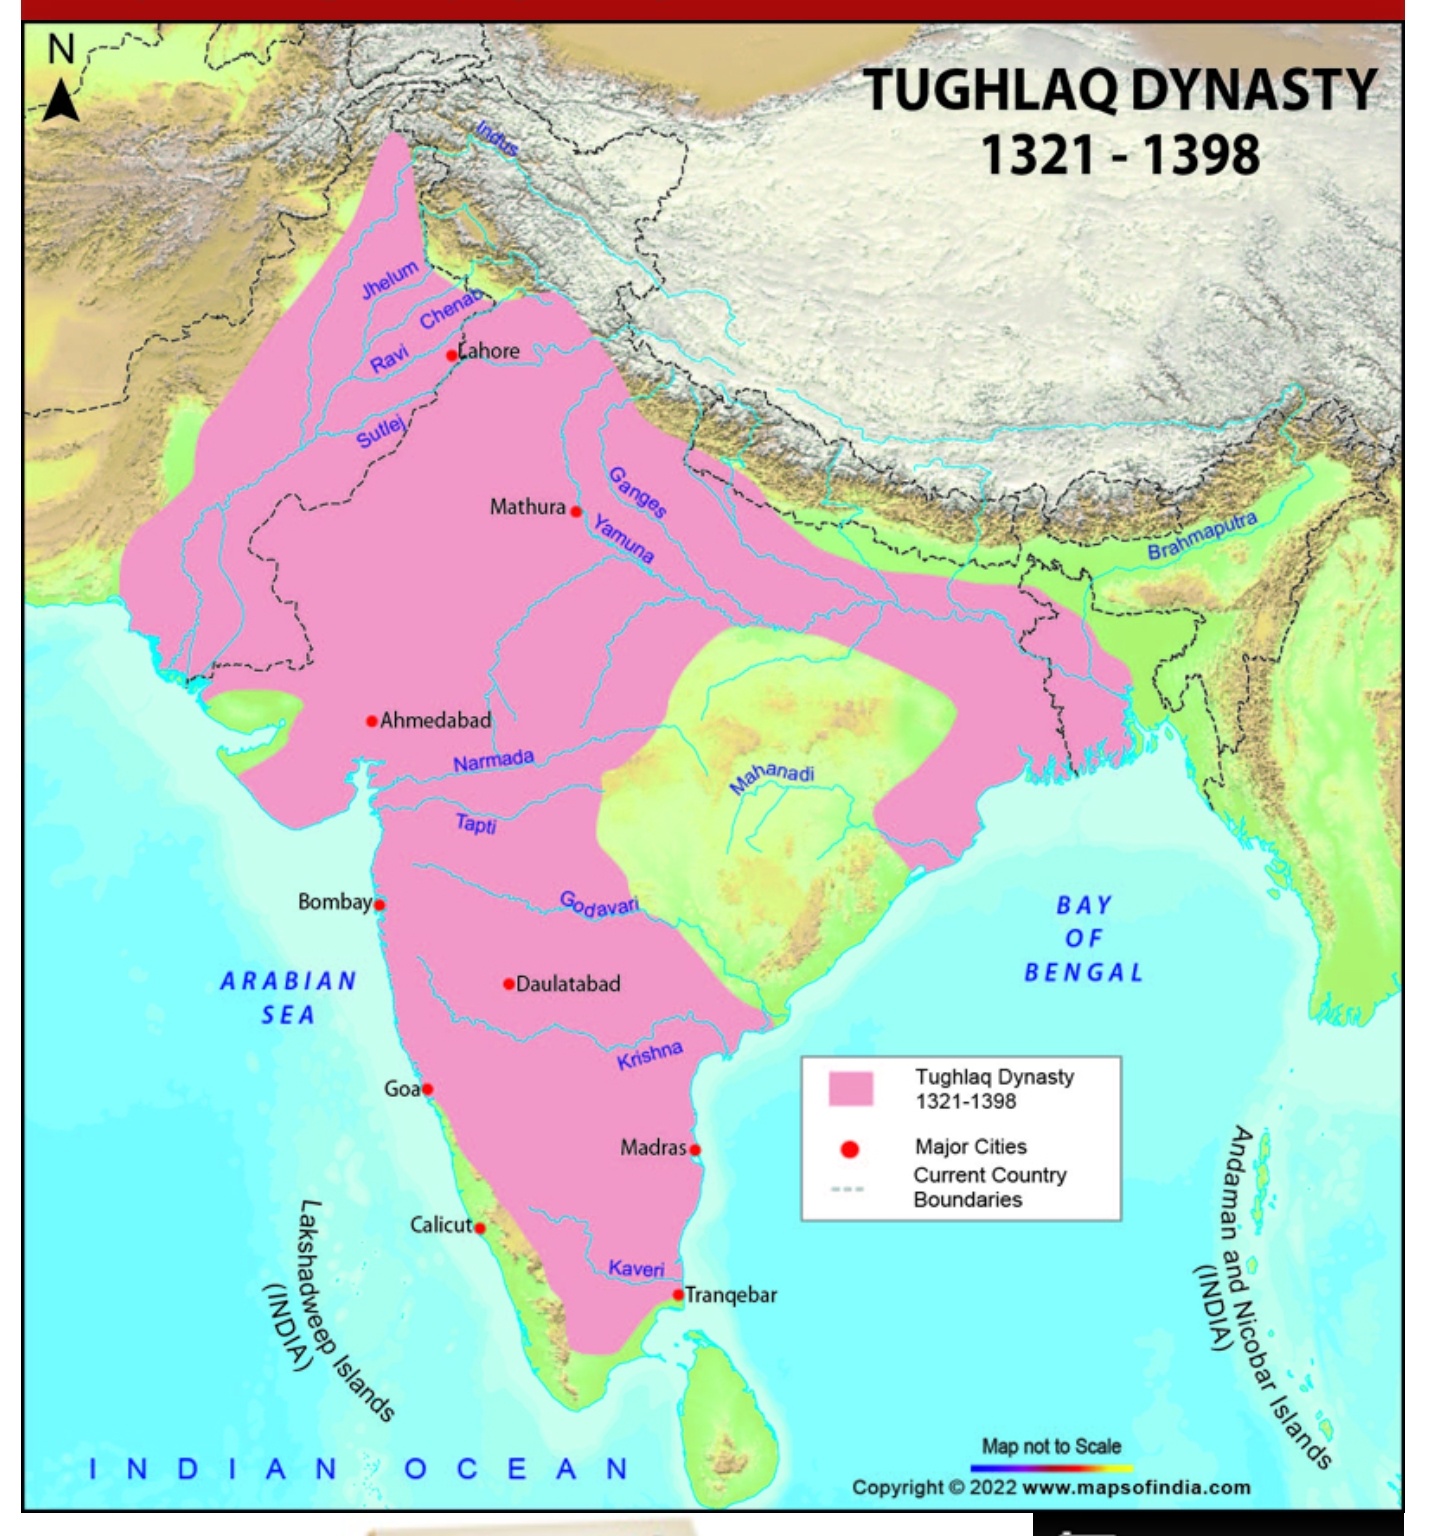 N
TUGHLAQ DYNASTY
1321 - 1398
Indus
Jhelum
Chenab
Ravi
Lahore
Sutlej
Mathura
Ganges
Yamuna
Brahmaputra
Ahmedabad
Narmada
Mahanadi
Tapti
Bombay
Godavari
BAY
OF
BENGAL
ARABIAN
SEA
Daulatabad
Krishna
Goa
Madras
Tughlaq Dynasty
1321-1398
Major Cities
Current Country
Boundaries
Calicut
Kaveri
Tranqebar
Lakshadweep Islands
(INDIA)
Andaman and Nicobar Islands
(INDIA)
INDIAN OCEAN
Map not to Scale
Copyright © 2022 www.mapsofindia.com